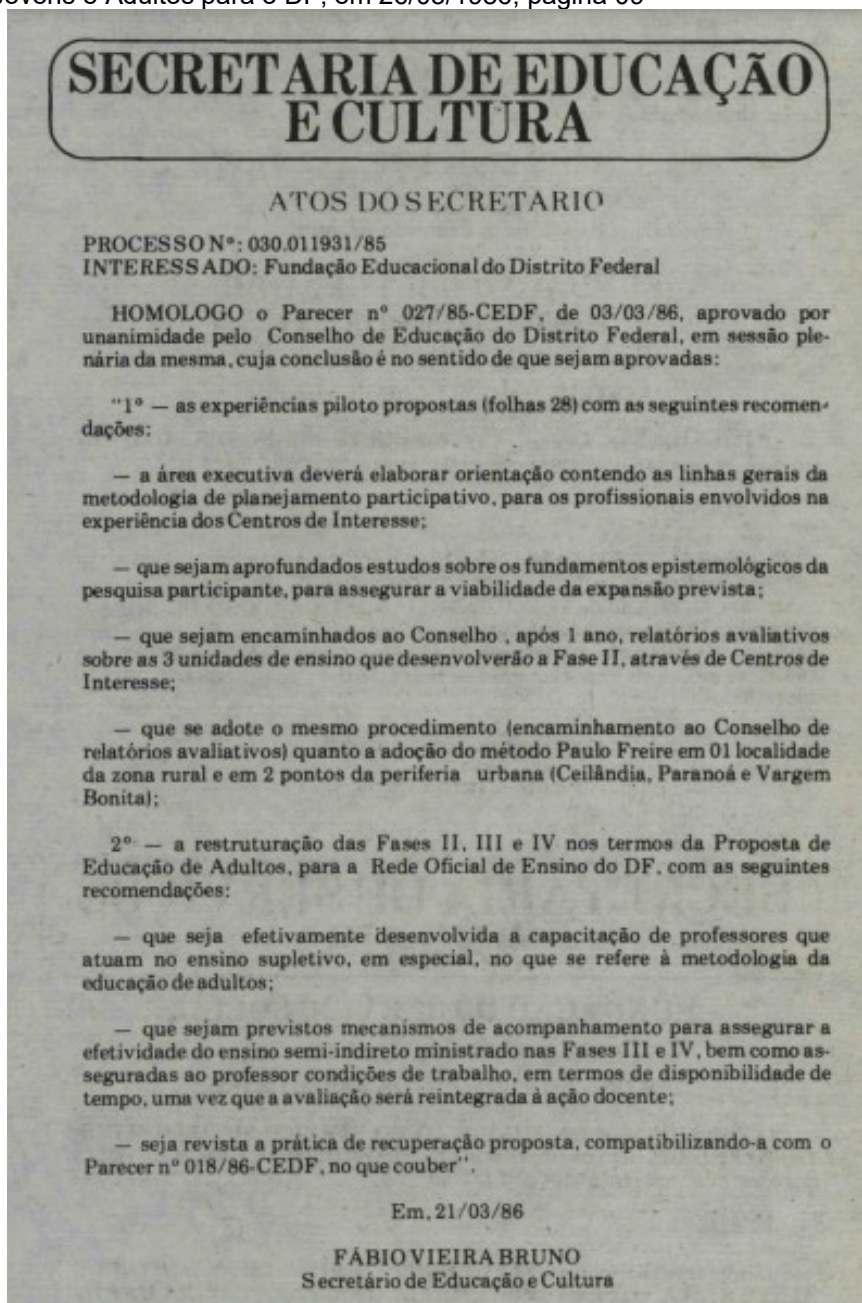 Jovens e Adultos para o DF, em 26/03/1986, página 09
SECRETARIA DE EDUCAÇÃO
E CULTURA
ATOS DO SECRETARIO
PROCESSO Nº: 030.011931/85
INTERESSADO: Fundação Educacional do Distrito Federal
HOMOLOGO o Parecer nº 027/85-CEDF, de 03/03/86, aprovado por
unanimidade pelo Conselho de Educação do Distrito Federal, em sessão ple-
nária da mesma, cuja conclusão é no sentido de que sejam aprovadas:
"1º — as experiências piloto propostas (folhas 28) com as seguintes recomen-
dações:
— a área executiva deverá elaborar orientação contendo as linhas gerais da
metodologia de planejamento participativo, para os profissionais envolvidos na
experiência dos Centros de Interesse;
— que sejam aprofundados estudos sobre os fundamentos epistemológicos da
pesquisa participante, para assegurar a viabilidade da expansão prevista;
— que sejam encaminhados ao Conselho , após 1 ano, relatórios avaliativos
sobre as 3 unidades de ensino que desenvolverão a Fase II, através de Centros de
Interesse;
— que se adote o mesmo procedimento (encaminhamento ao Conselho de
relatórios avaliativos) quanto a adoção do método Paulo Freire em 01 localidade
da zona rural e em 2 pontos da periferia urbana (Ceilândia, Paranoá e Vargem
Bonita);
2º — a restruturação das Fases II, III e IV nos termos da Proposta de
Educação de Adultos, para a Rede Oficial de Ensino do DF, com as seguintes
recomendações:
— que seja efetivamente desenvolvida a capacitação de professores que
atuam no ensino supletivo, em especial, no que se refere à metodologia da
educação de adultos;
— que sejam previstos mecanismos de acompanhamento para assegurar a
efetividade do ensino semi-indireto ministrado nas Fases III e IV, bem como as-
seguradas ao professor condições de trabalho, em termos de disponibilidade de
tempo, uma vez que a avaliação será reintegrada à ação docente;
— seja revista a prática de recuperação proposta, compatibilizando-a com o
Parecer nº 018/86-CEDF, no que couber".
Em, 21/03/86
FÁBIO VIEIRA BRUNO
Secretário de Educação e Cultura